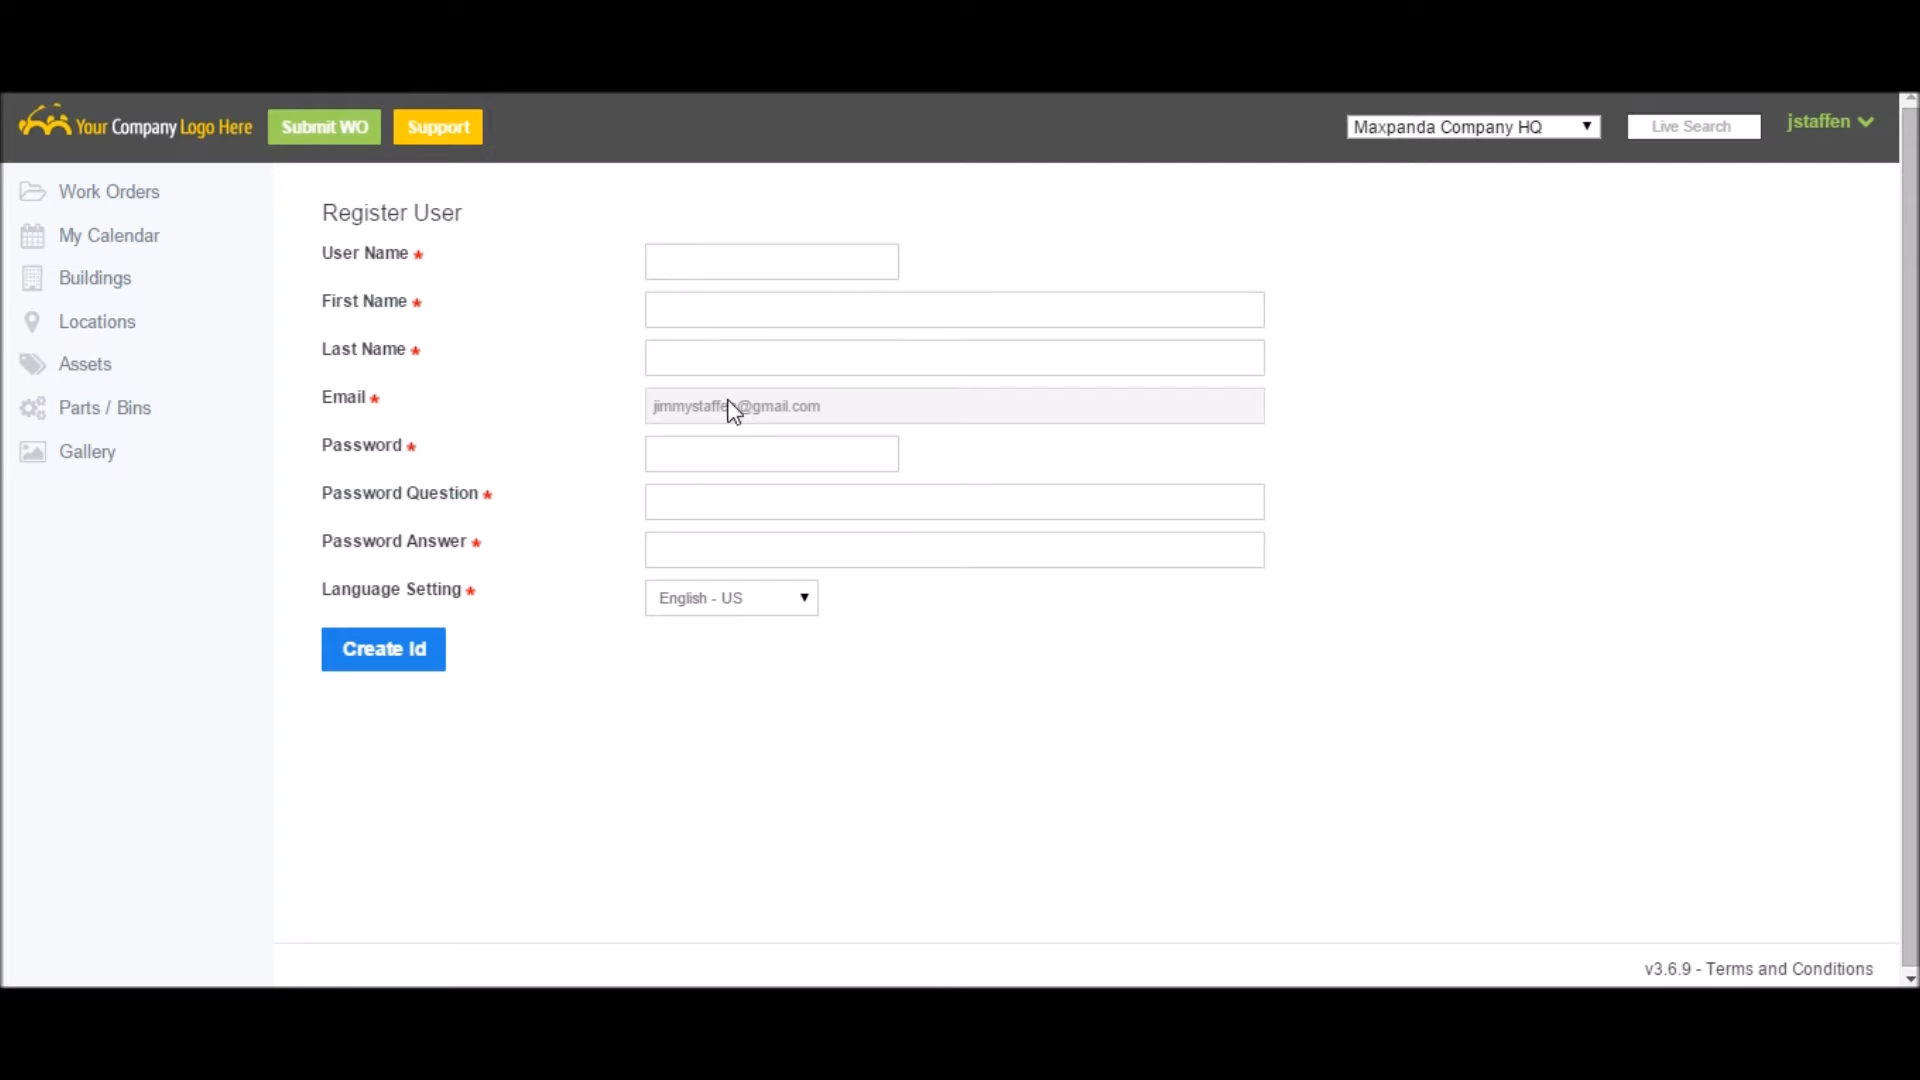 Your Company Logo Here
Submit WO
Support
Maxpanda Company HQ
Live Search
jstaffen
Work Orders
My Calendar
Buildings
Locations
Assets
Parts / Bins
Gallery
Register User
User Name *
First Name *
Last Name *
Email *
jimmystaffen@gmail.com
Password *
Password Question *
Password Answer *
Language Setting *
English - US
Create Id
v3.6.9 - Terms and Conditions